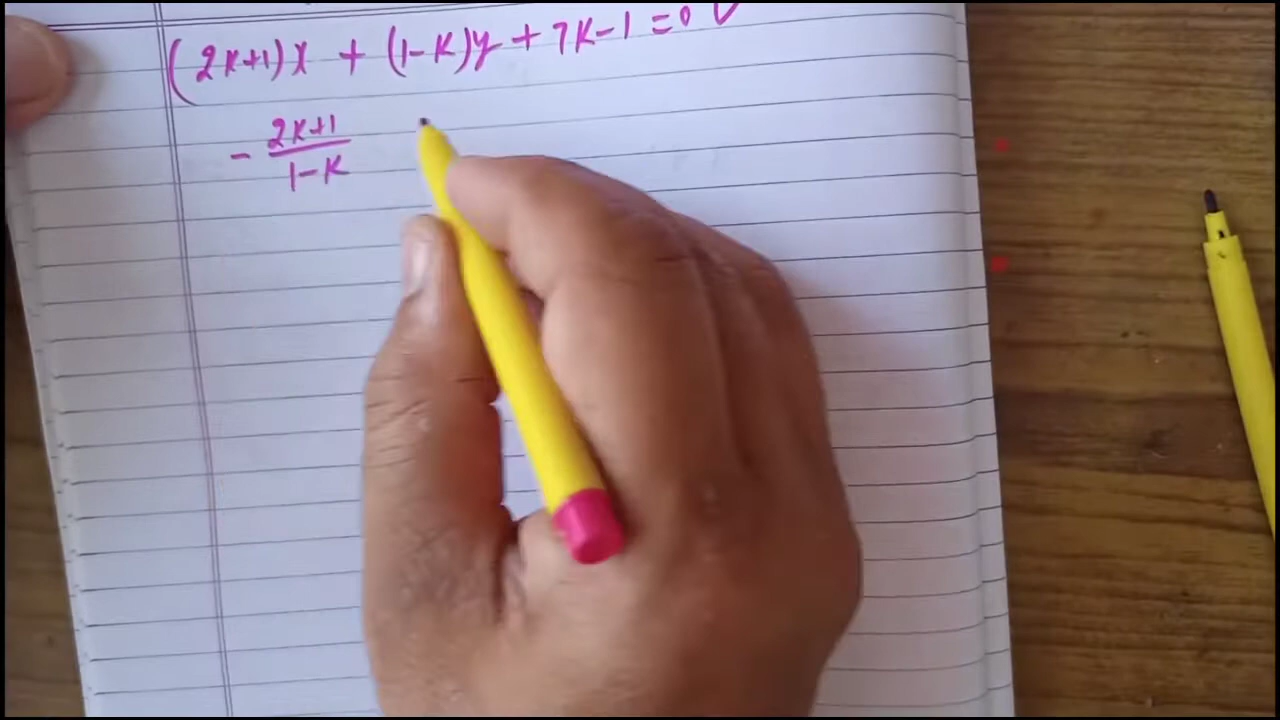 (2k+1)x + (1-k)y + 7k-1 = 0
- 2k+1
1-k